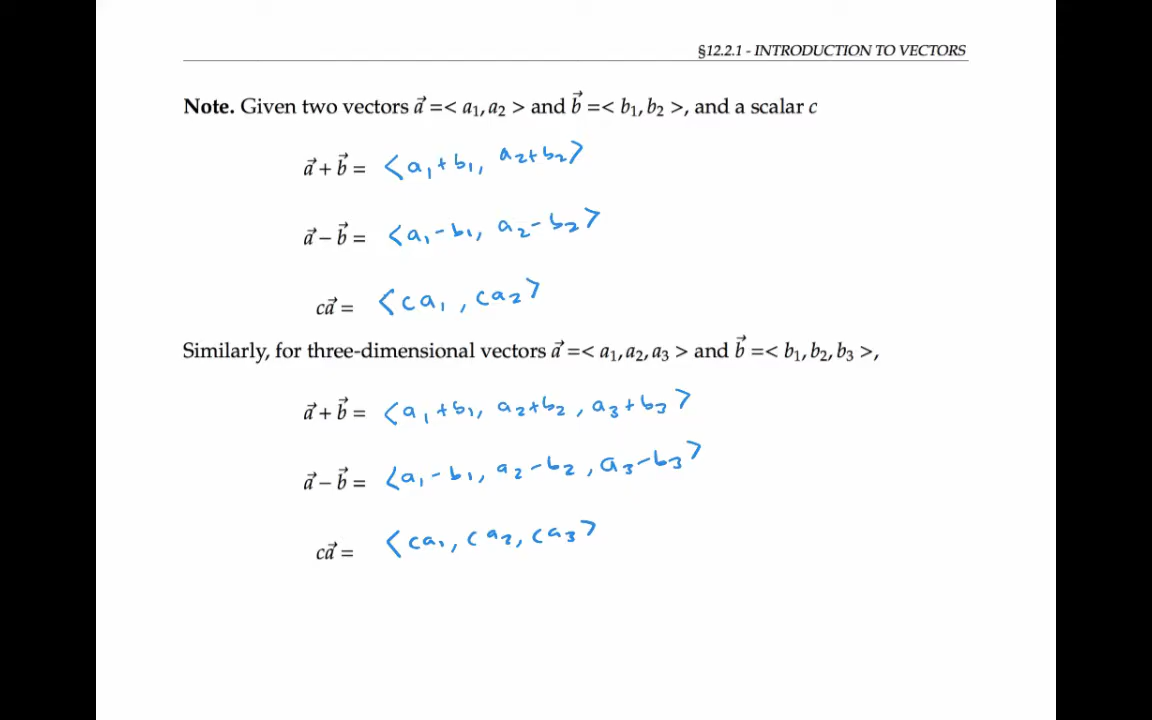 §12.2.1 - INTRODUCTION TO VECTORS
Note. Given two vectors a⃗ =< a₁, a₂ > and b⃗ =< b₁, b₂ >, and a scalar c
a⃗ + b⃗ = ⟨a₁+b₁, a₂+b₂⟩
a⃗ − b⃗ = ⟨a₁−b₁, a₂−b₂⟩
ca⃗ = ⟨ca₁, ca₂⟩
Similarly, for three-dimensional vectors a⃗ =< a₁, a₂, a₃ > and b⃗ =< b₁, b₂, b₃ >,
a⃗ + b⃗ = ⟨a₁+b₁, a₂+b₂, a₃+b₃⟩
a⃗ − b⃗ = ⟨a₁−b₁, a₂−b₂, a₃−b₃⟩
ca⃗ = ⟨ca₁, ca₂, ca₃⟩